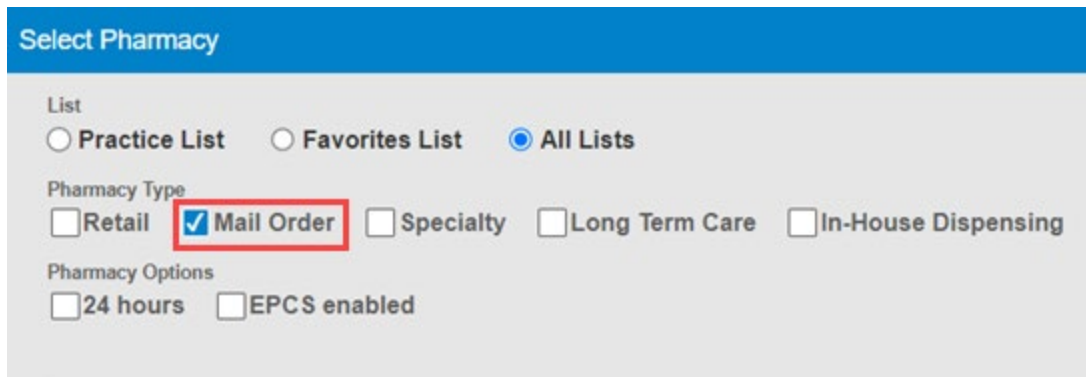 Select Pharmacy
List
Practice List Favorites List All Lists
Pharmacy Type
Retail Mail Order Specialty Long Term Care In-House Dispensing
Pharmacy Options
24 hours EPCS enabled